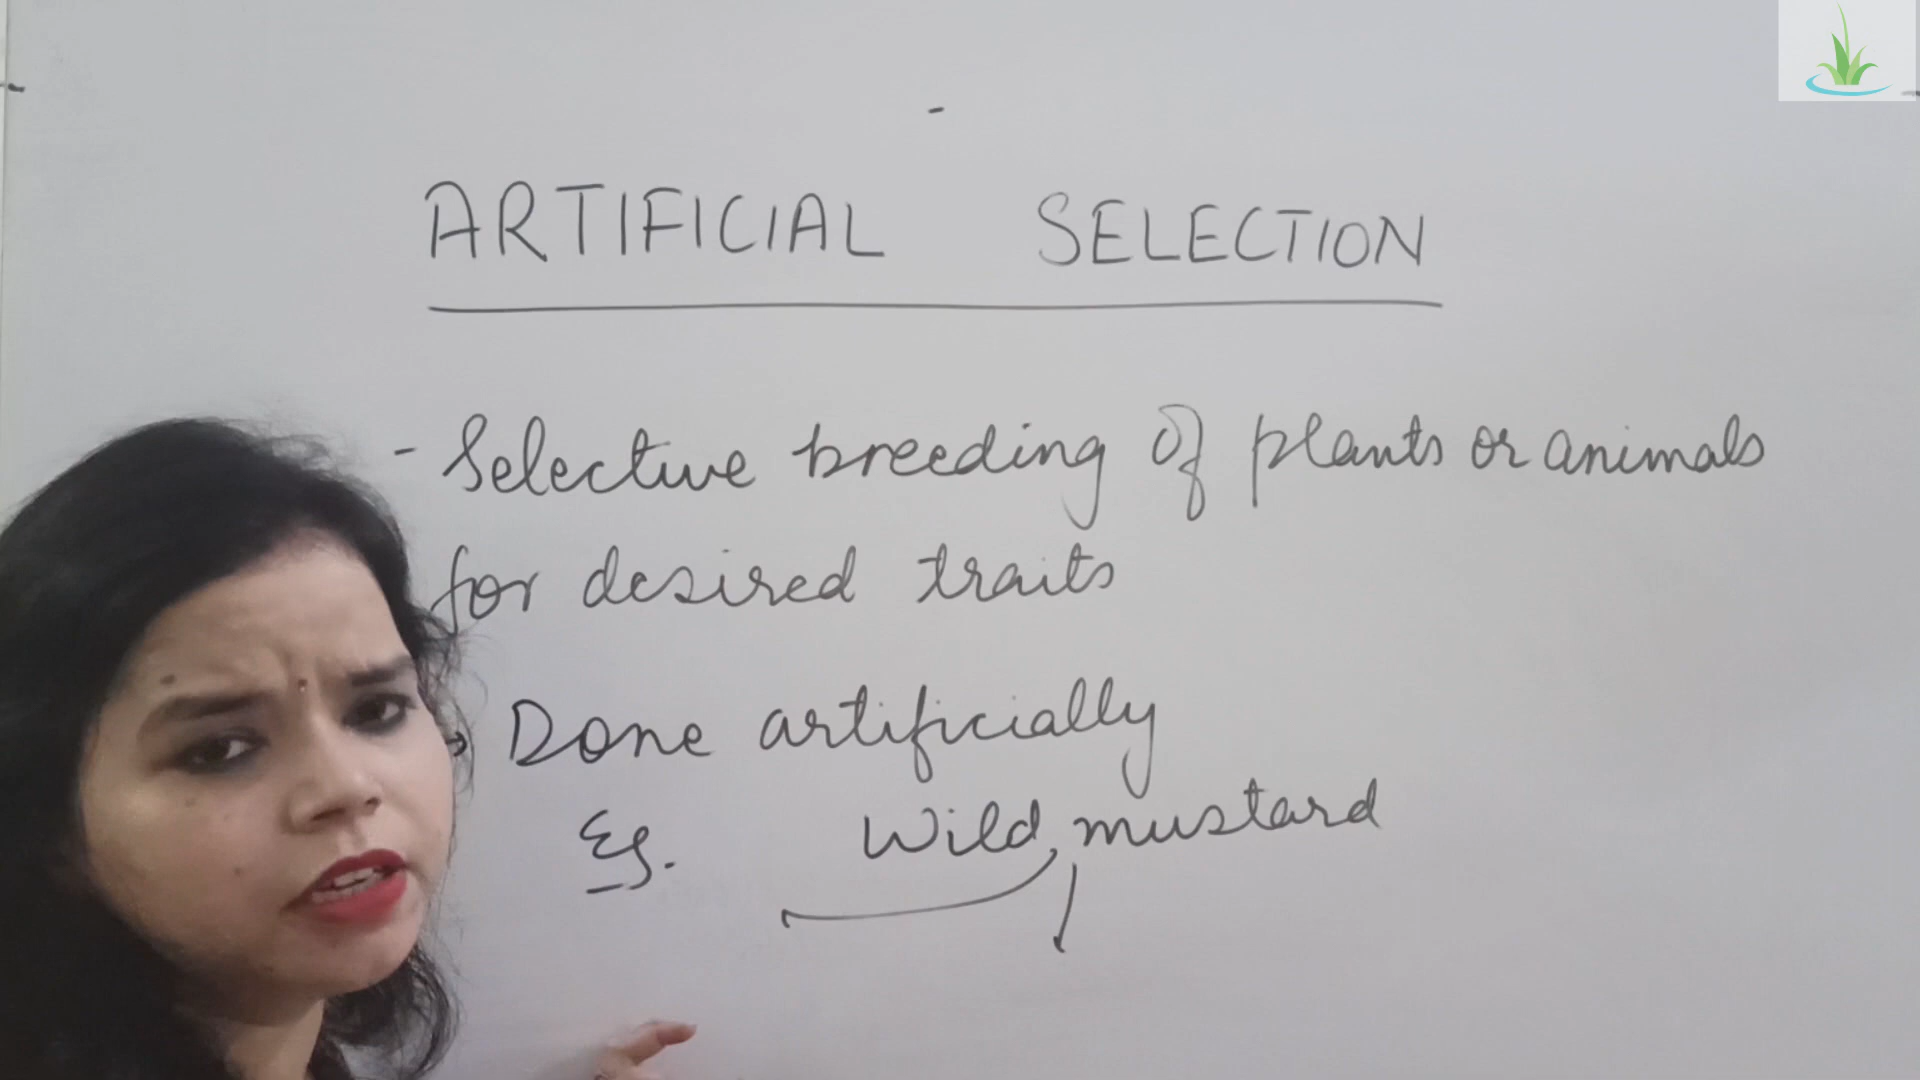 ARTIFICIAL SELECTION
- Selective breeding of plants or animals
for desired traits
→ Done artificially
Eg. Wild mustard